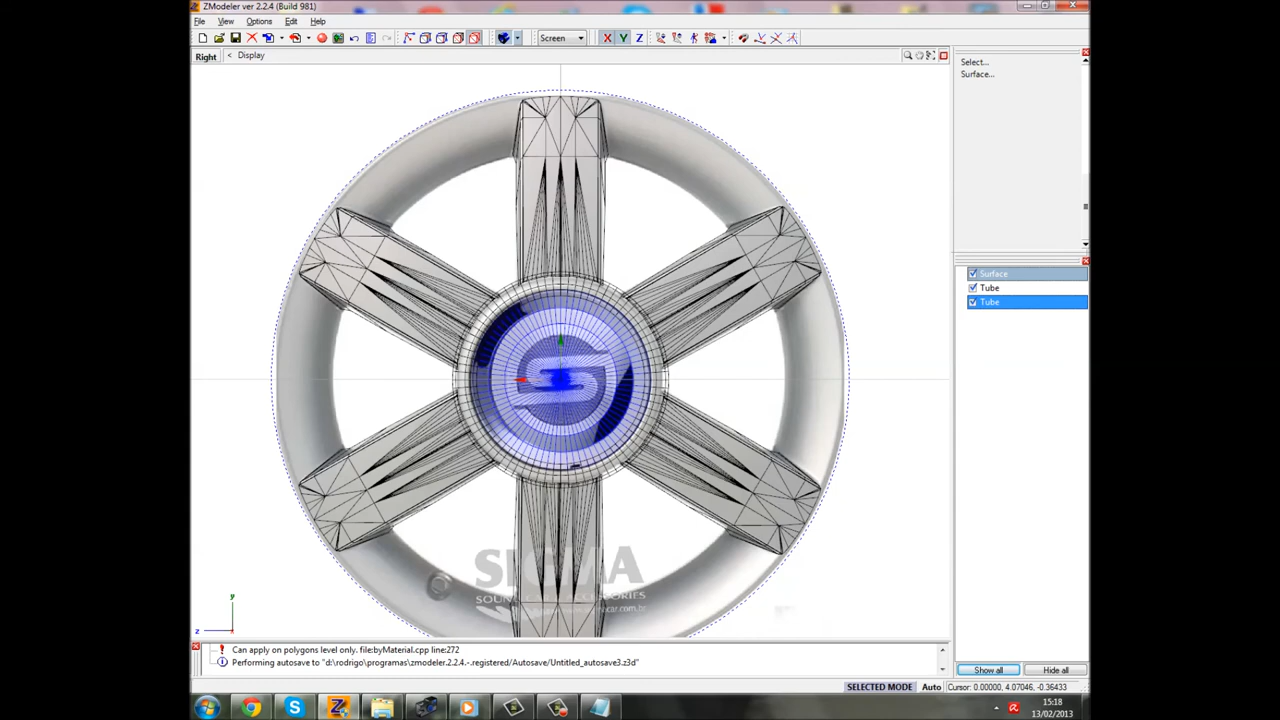 ZModeler ver 2.2.4 (Build 981)
File View Options Edit Help
Screen X Y Z
Right < Display
Select...
Surface...
Surface
Tube
Tube
SIGMA
y
z
Can apply on polygons level only. file:byMaterial.cpp line:272
Performing autosave to "d:\rodrigo\programas\zmodeler.2.2.4.-.registered/Autosave/Untitled_autosave3.z3d"
Show all Hide all
SELECTED MODE Auto Cursor: 0.00000, 4.07046, -0.36433
15:18
13/02/2013